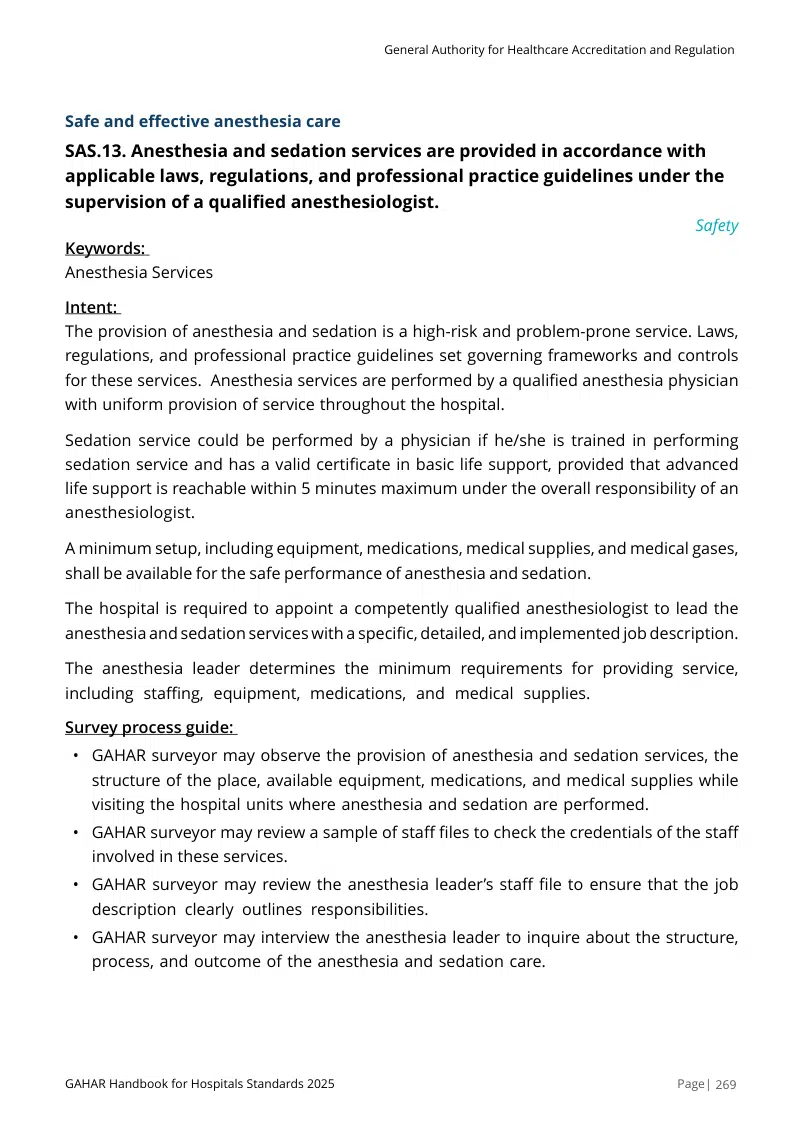 General Authority for Healthcare Accreditation and Regulation
Safe and effective anesthesia care
SAS.13. Anesthesia and sedation services are provided in accordance with
applicable laws, regulations, and professional practice guidelines under the
supervision of a qualified anesthesiologist.
Safety
Keywords:
Anesthesia Services
Intent:
The provision of anesthesia and sedation is a high-risk and problem-prone service. Laws,
regulations, and professional practice guidelines set governing frameworks and controls
for these services. Anesthesia services are performed by a qualified anesthesia physician
with uniform provision of service throughout the hospital.
Sedation service could be performed by a physician if he/she is trained in performing
sedation service and has a valid certificate in basic life support, provided that advanced
life support is reachable within 5 minutes maximum under the overall responsibility of an
anesthesiologist.
A minimum setup, including equipment, medications, medical supplies, and medical gases,
shall be available for the safe performance of anesthesia and sedation.
The hospital is required to appoint a competently qualified anesthesiologist to lead the
anesthesia and sedation services with a specific, detailed, and implemented job description.
The anesthesia leader determines the minimum requirements for providing service,
including staffing, equipment, medications, and medical supplies.
Survey process guide:
• GAHAR surveyor may observe the provision of anesthesia and sedation services, the
structure of the place, available equipment, medications, and medical supplies while
visiting the hospital units where anesthesia and sedation are performed.
• GAHAR surveyor may review a sample of staff files to check the credentials of the staff
involved in these services.
• GAHAR surveyor may review the anesthesia leader’s staff file to ensure that the job
description clearly outlines responsibilities.
• GAHAR surveyor may interview the anesthesia leader to inquire about the structure,
process, and outcome of the anesthesia and sedation care.
GAHAR Handbook for Hospitals Standards 2025
Page| 269